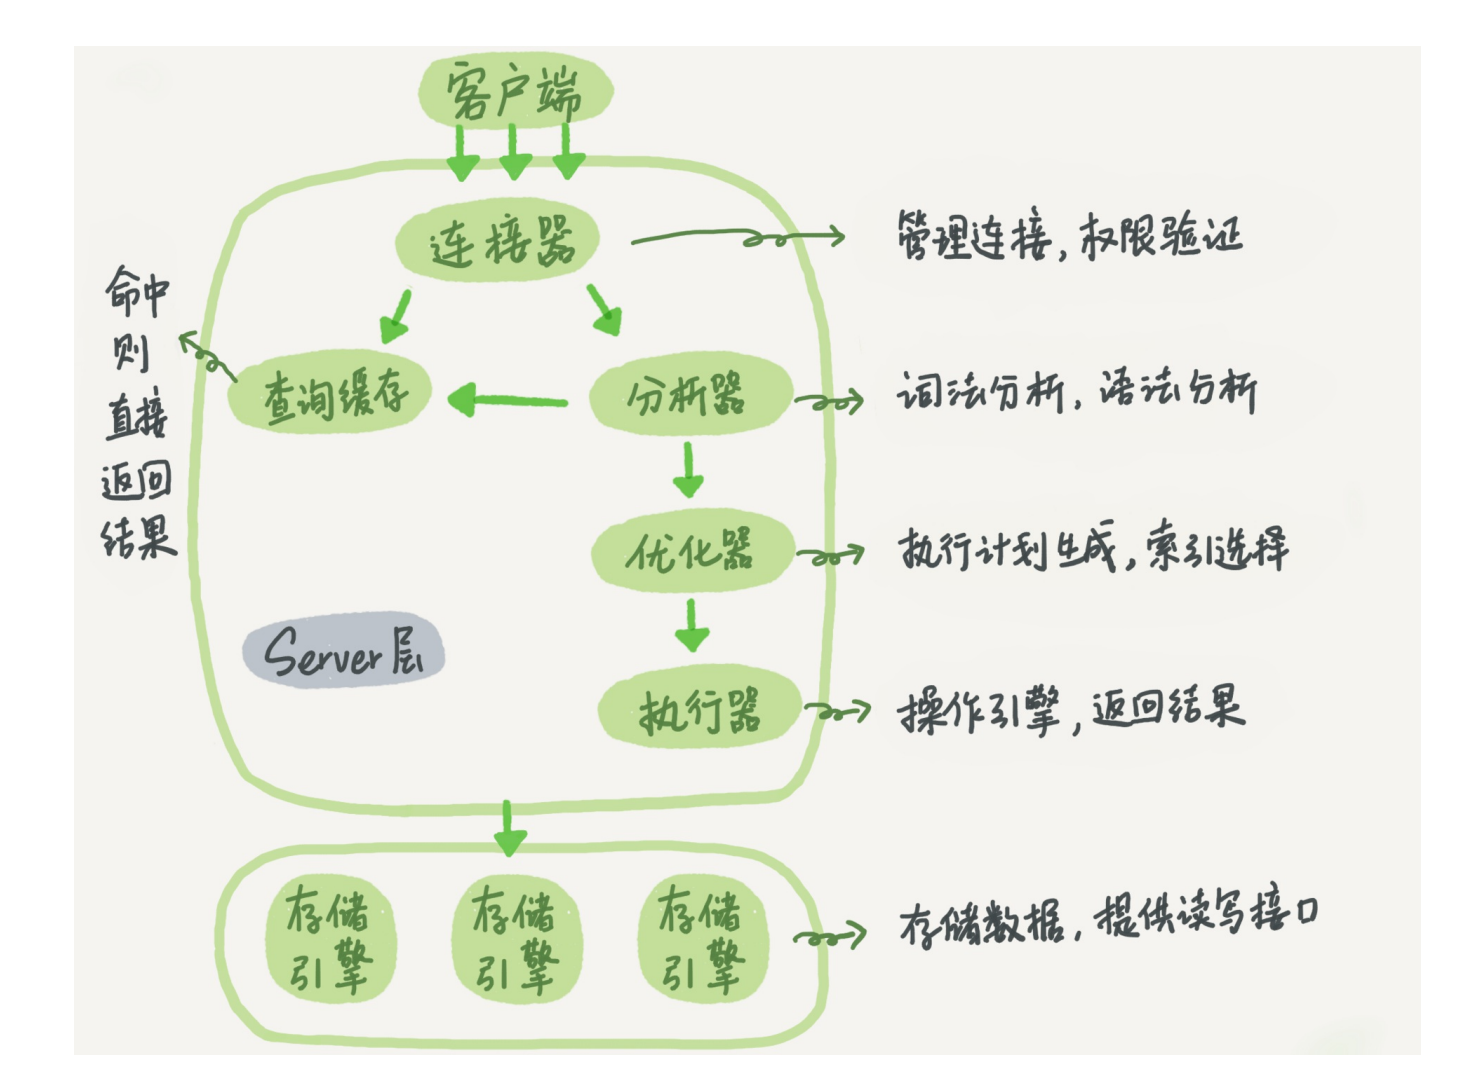 客户端
连接器
管理连接，权限验证
命中
则
直接
返回
结果
查询缓存
分析器
词法分析，语法分析
优化器
执行计划生成，索引选择
Server层
执行器
操作引擎，返回结果
存储
引擎
存储
引擎
存储
引擎
存储数据，提供读写接口